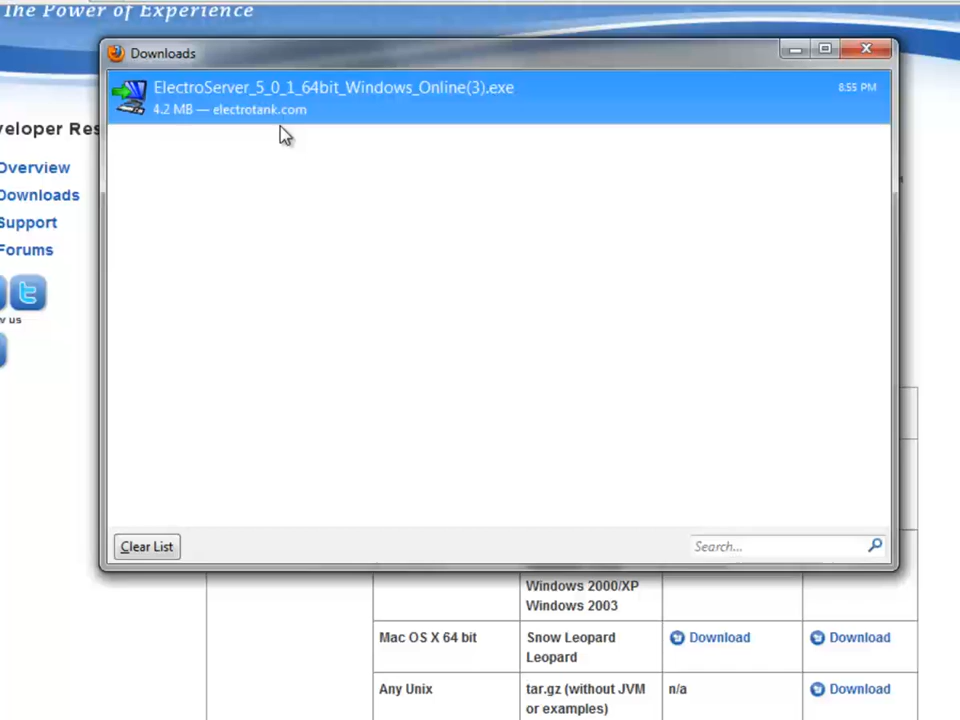 The Power of Experience
Downloads
ElectroServer_5_0_1_64bit_Windows_Online(3).exe
8:55 PM
4.2 MB — electrotank.com
veloper Res
Overview
Downloads
Support
Forums
w us
Clear List
Search...
Windows 2000/XP
Windows 2003
Mac OS X 64 bit
Snow Leopard
Leopard
Download
Download
Any Unix
tar.gz (without JVM
or examples)
n/a
Download